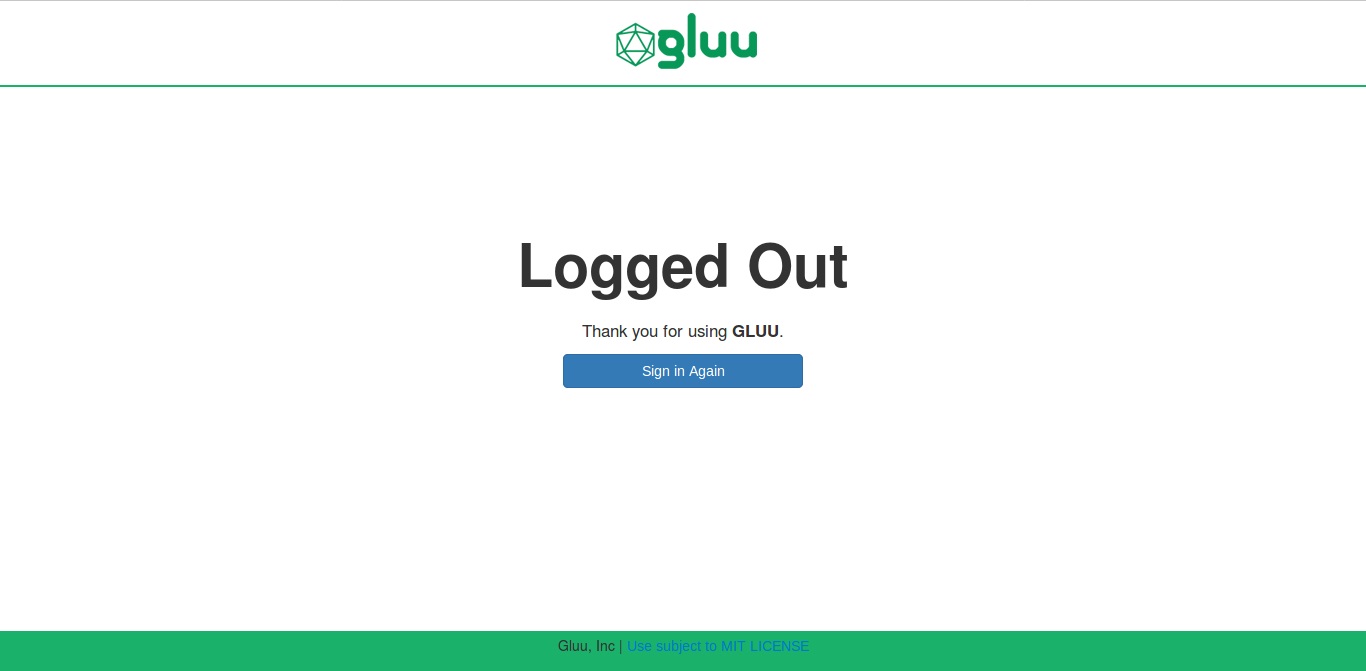 gluu
Logged Out
Thank you for using GLUU.
Sign in Again
Gluu, Inc | Use subject to MIT LICENSE